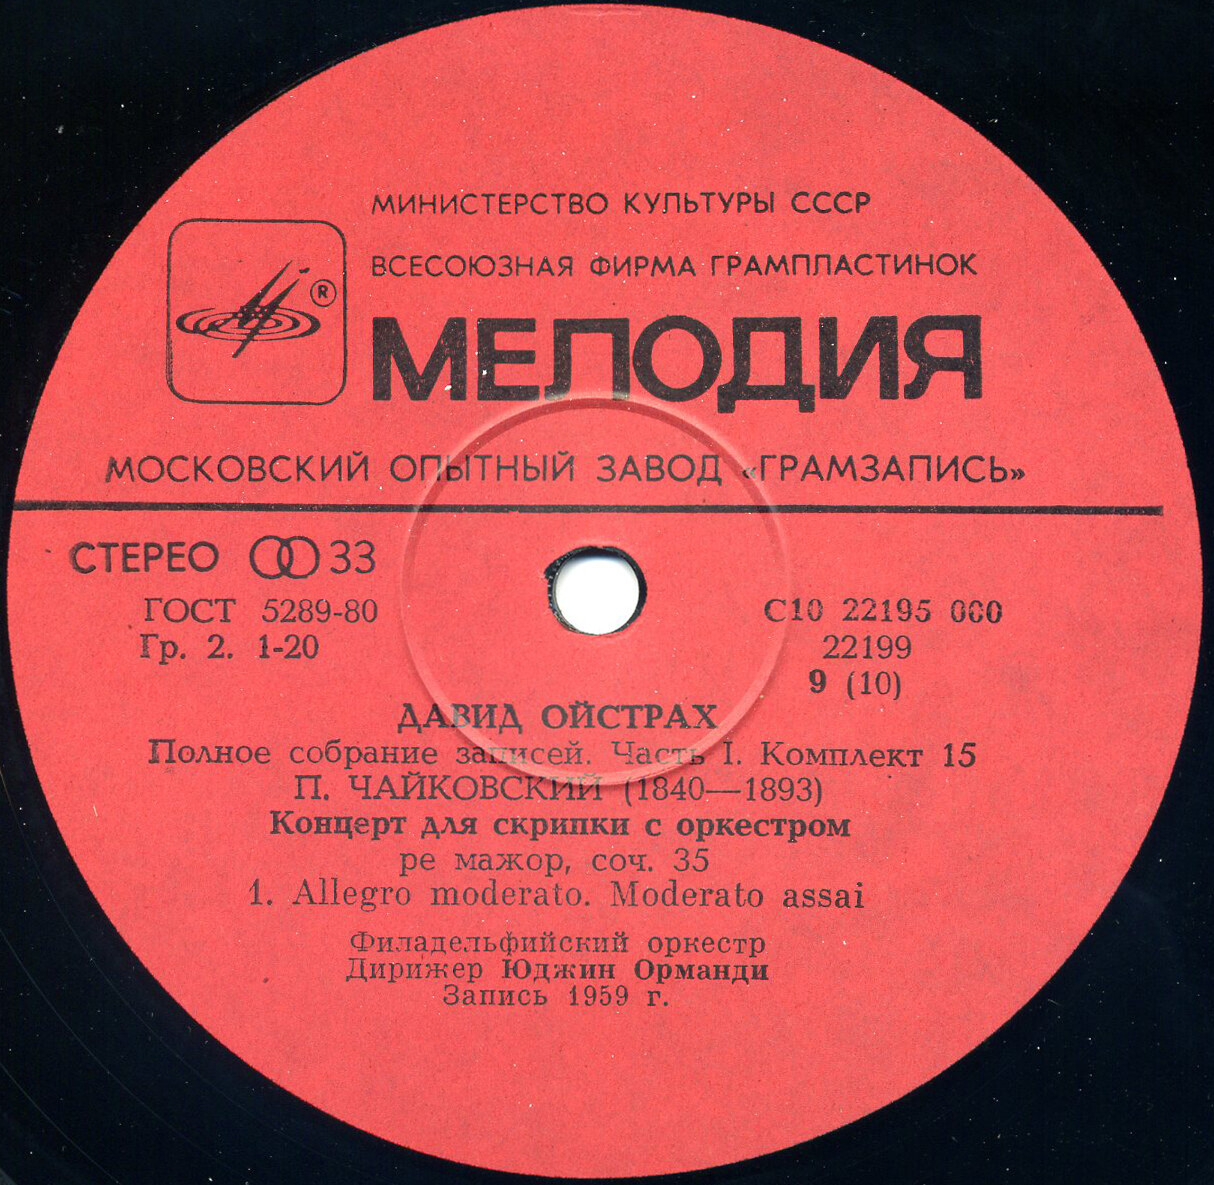 МИНИСТЕРСТВО КУЛЬТУРЫ СССР
ВСЕСОЮЗНАЯ ФИРМА ГРАМПЛАСТИНОК
®
МЕЛОДИЯ
МОСКОВСКИЙ ОПЫТНЫЙ ЗАВОД «ГРАМЗАПИСЬ»
СТЕРЕО 33
ГОСТ 5289-80
Гр. 2. 1-20
С10 22195 000
22199
9 (10)
ДАВИД ОЙСТРАХ
Полное собрание записей. Часть I. Комплект 15
П. ЧАЙКОВСКИЙ (1840—1893)
Концерт для скрипки с оркестром
ре мажор, соч. 35
1. Allegro moderato. Moderato assai
Филадельфийский оркестр
Дирижер Юджин Орманди
Запись 1959 г.